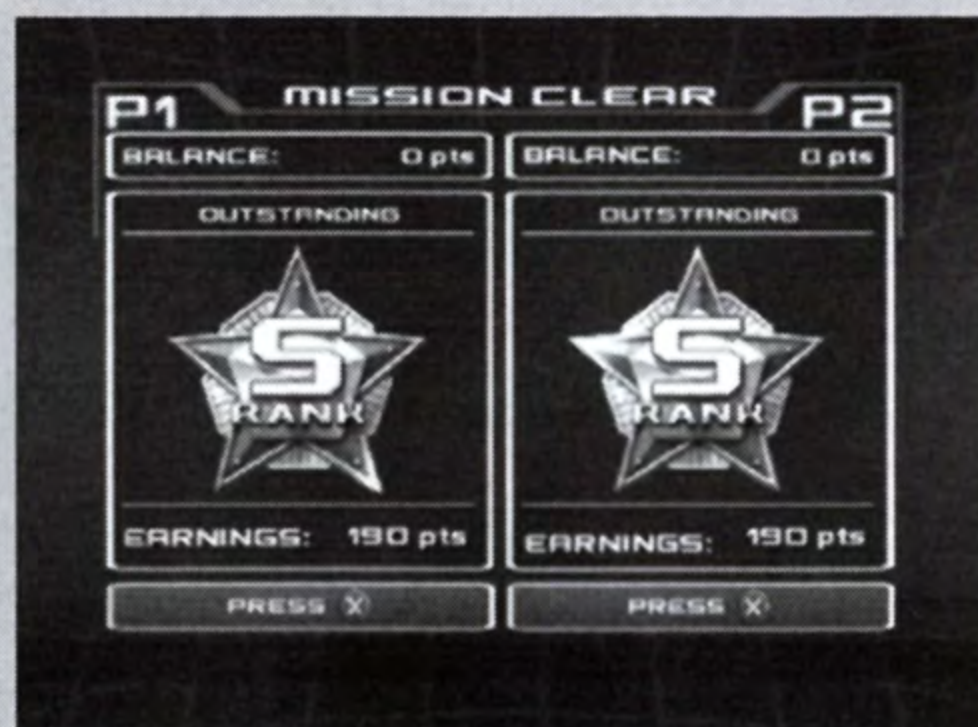 MISSION CLEAR
P1
BALANCE: 0 pts
OUTSTANDING
S
RANK
EARNINGS: 190 pts
PRESS X
P2
BALANCE: 0 pts
OUTSTANDING
S
RANK
EARNINGS: 190 pts
PRESS X